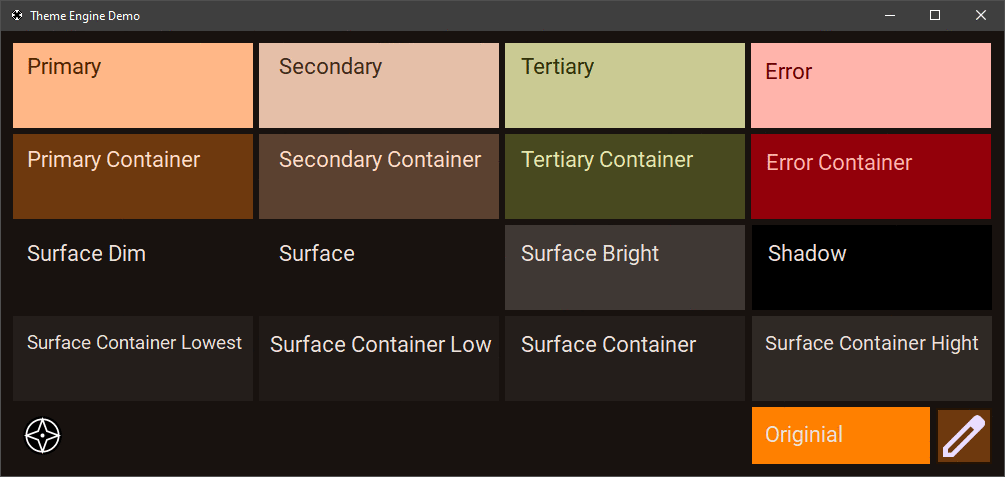 Theme Engine Demo
Primary
Secondary
Tertiary
Error
Primary Container
Secondary Container
Tertiary Container
Error Container
Surface Dim
Surface
Surface Bright
Shadow
Surface Container Lowest
Surface Container Low
Surface Container
Surface Container Hight
Originial